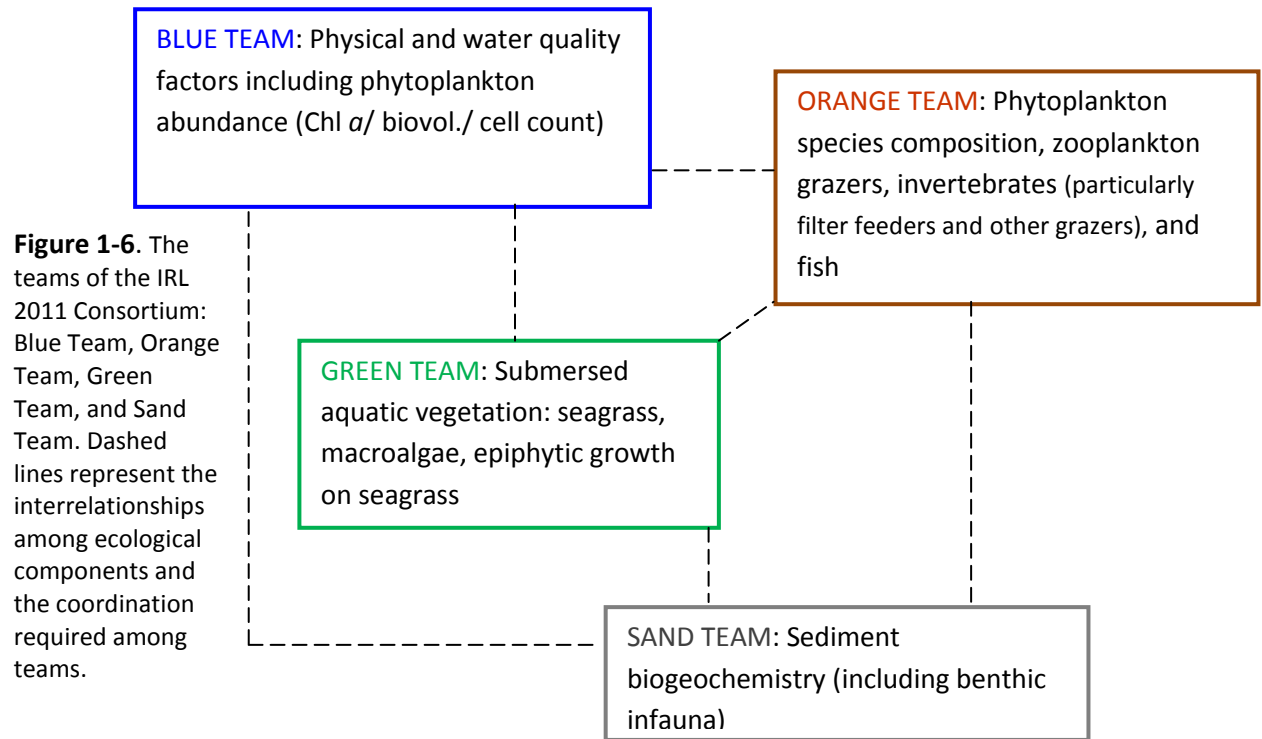 BLUE TEAM: Physical and water quality
factors including phytoplankton
abundance (Chl a/ biovol./ cell count)
ORANGE TEAM: Phytoplankton
species composition, zooplankton
grazers, invertebrates (particularly
filter feeders and other grazers), and
fish
Figure 1-6. The
teams of the IRL
2011 Consortium:
Blue Team, Orange
Team, Green
Team, and Sand
Team. Dashed
lines represent the
interrelationships
among ecological
components and
the coordination
required among
teams.
GREEN TEAM: Submersed
aquatic vegetation: seagrass,
macroalgae, epiphytic growth
on seagrass
SAND TEAM: Sediment
biogeochemistry (including benthic
infauna)